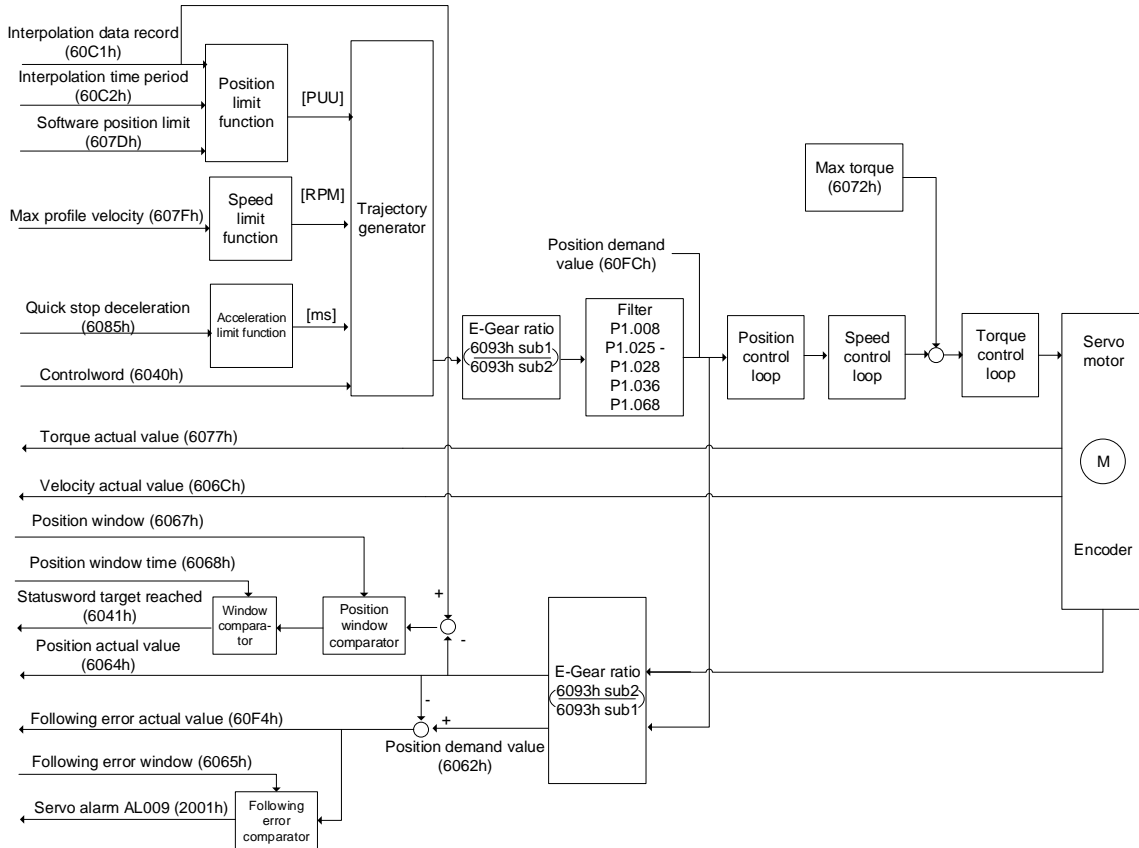 Interpolation data record
(60C1h)
Interpolation time period
(60C2h)
Software position limit
(607Dh)
Position
limit
function
[PUU]
Max profile velocity (607Fh)
Speed
limit
function
[RPM]
Quick stop deceleration
(6085h)
Acceleration
limit function
[ms]
Controlword (6040h)
Trajectory
generator
E-Gear ratio
(6093h sub1
6093h sub2)
Filter
P1.008
P1.025 -
P1.028
P1.036
P1.068
Position demand
value (60FCh)
Position
control
loop
Speed
control
loop
Max torque
(6072h)
Torque
control
loop
Servo
motor
M
Encoder
Torque actual value (6077h)
Velocity actual value (606Ch)
Position window (6067h)
Position window time (6068h)
Statusword target reached
(6041h)
Window
compara-
tor
Position
window
comparator
+
-
Position actual value
(6064h)
E-Gear ratio
(6093h sub2
6093h sub1)
-
+
Following error actual value (60F4h)
Position demand value
(6062h)
Following error window (6065h)
Servo alarm AL009 (2001h)
Following
error
comparator